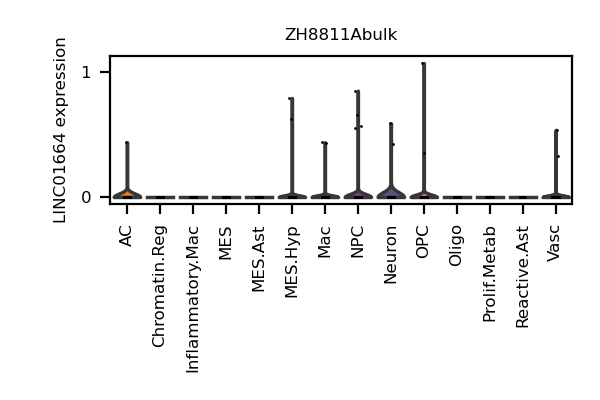 ZH8811Abulk
LINC01664 expression
1
0
AC
Chromatin.Reg
Inflammatory.Mac
MES
MES.Ast
MES.Hyp
Mac
NPC
Neuron
OPC
Oligo
Prolif.Metab
Reactive.Ast
Vasc